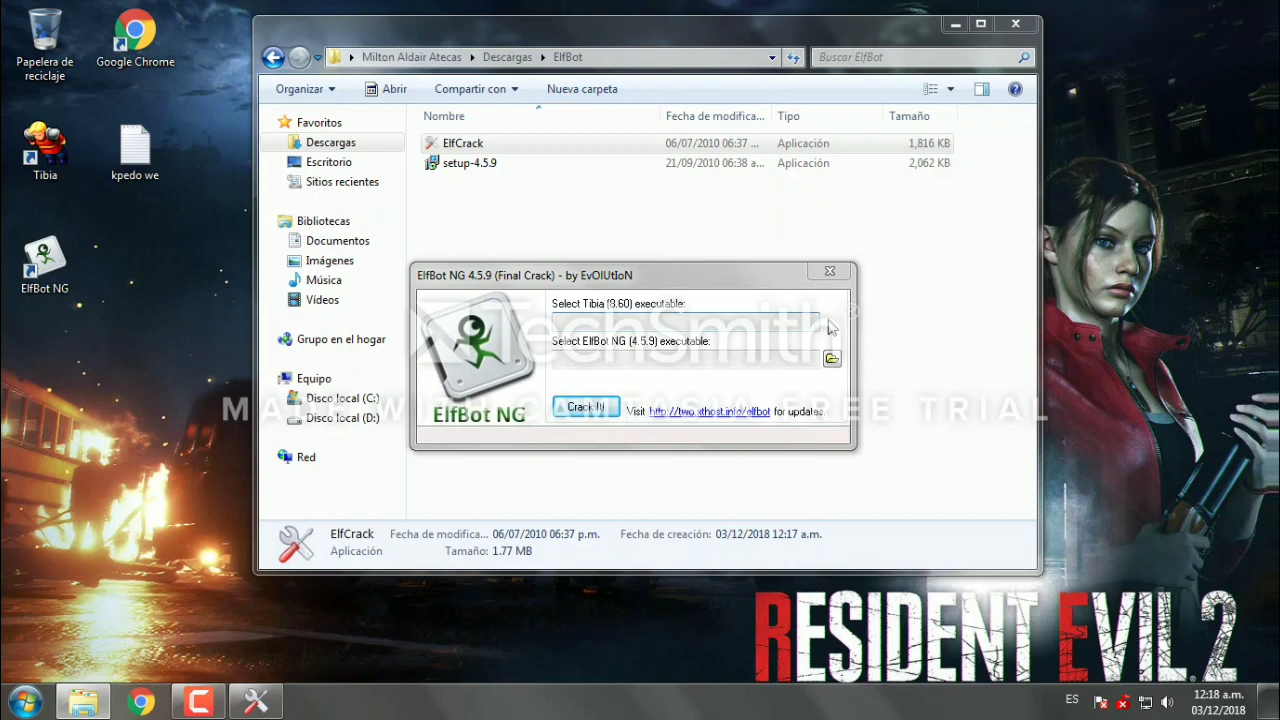 Papelera de
reciclaje
Google Chrome
Tibia
kpedo we
ElfBot NG
Milton Aldair Atecas
Descargas
ElfBot
Buscar ElfBot
Organizar
Abrir
Compartir con
Nueva carpeta
Nombre
Fecha de modifica...
Tipo
Tamaño
ElfCrack
06/07/2010 06:37 ...
Aplicación
1,816 KB
setup-4.5.9
21/09/2010 06:38 a...
Aplicación
2,062 KB
Favoritos
Descargas
Escritorio
Sitios recientes
Bibliotecas
Documentos
Imágenes
Música
Vídeos
Grupo en el hogar
Equipo
Disco local (C:)
Disco local (D:)
Red
ElfBot NG 4.5.9 (Final Crack) - by EvOlUtIoN
Select Tibia (8.60) executable:
Select ElfBot NG (4.5.9) executable:
ElfBot NG
Crack It!
Visit http://two.xthost.info/elfbot for updates.
TechSmith®
MADE WITH CAMTASIA FREE TRIAL
ElfCrack
Fecha de modifica... 06/07/2010 06:37 p.m.
Fecha de creación: 03/12/2018 12:17 a.m.
Aplicación
Tamaño: 1.77 MB
RESIDENT EVIL 2
ES
12:18 a.m.
03/12/2018